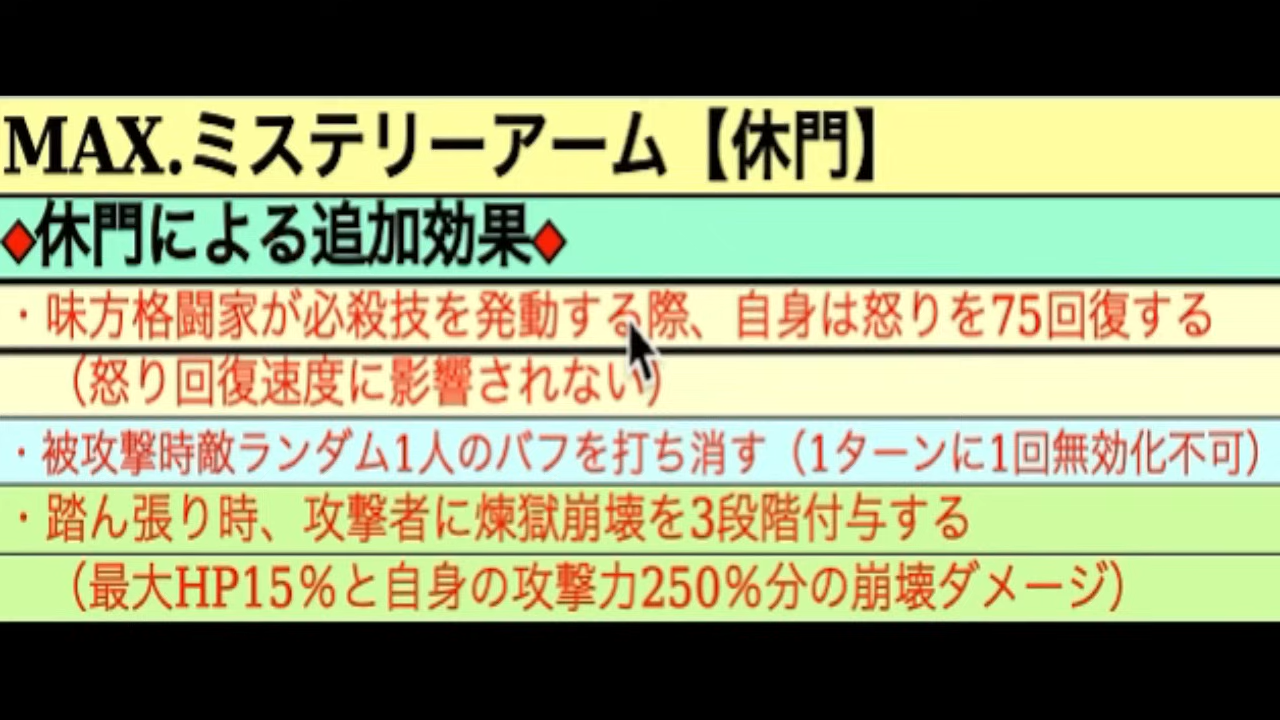 MAX.ミステリーアーム【休門】
◆休門による追加効果◆
・味方格闘家が必殺技を発動する際、自身は怒りを75回復する
（怒り回復速度に影響されない）
・被攻撃時敵ランダム1人のバフを打ち消す（1ターンに1回無効化不可）
・踏ん張り時、攻撃者に煉獄崩壊を3段階付与する
（最大HP15%と自身の攻撃力250%分の崩壊ダメージ）